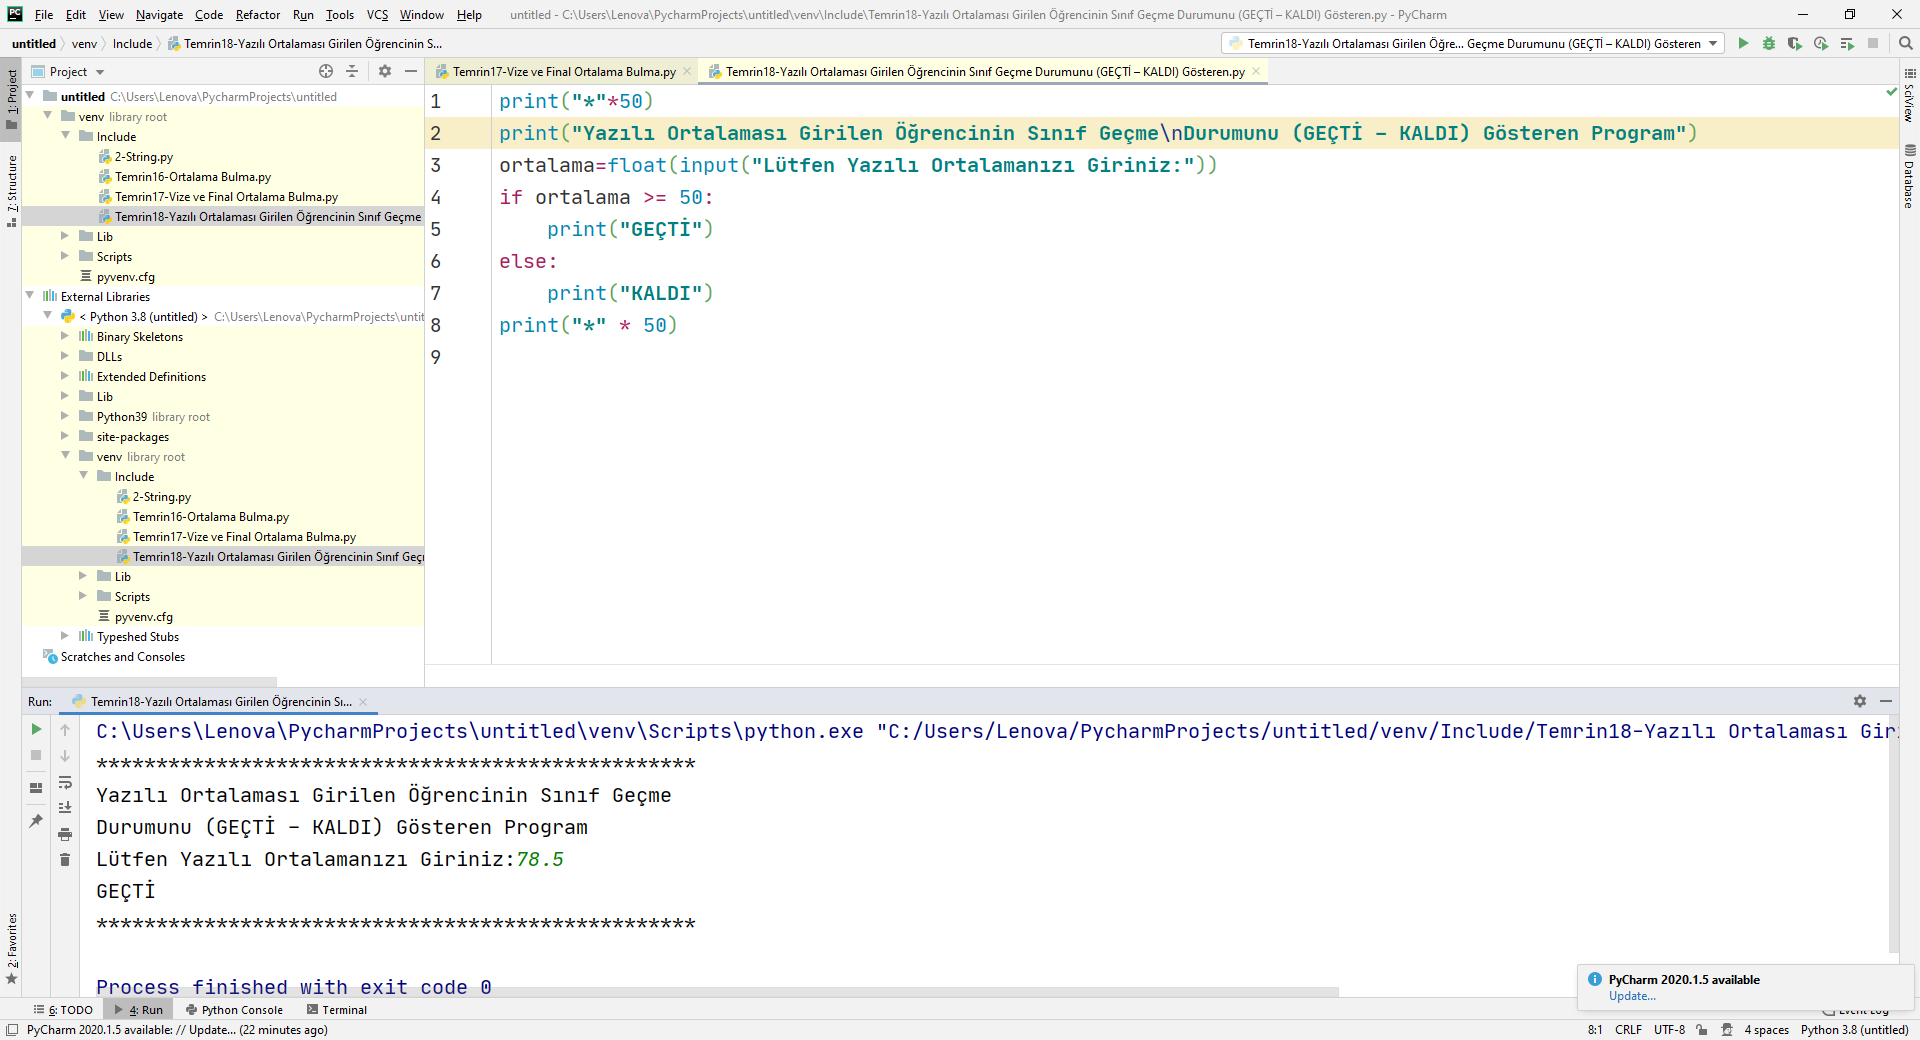 PC File Edit View Navigate Code Refactor Run Tools VCS Window Help untitled - C:\Users\Lenova\PycharmProjects\untitled\venv\Include\Temrin18-Yazılı Ortalaması Girilen Öğrencinin Sınıf Geçme Durumunu (GEÇTİ – KALDI) Gösteren.py - PyCharm
untitled venv Include Temrin18-Yazılı Ortalaması Girilen Öğrencinin S... Temrin18-Yazılı Ortalaması Girilen Öğre... Geçme Durumunu (GEÇTİ – KALDI) Gösteren
Project
Temrin17-Vize ve Final Ortalama Bulma.py Temrin18-Yazılı Ortalaması Girilen Öğrencinin Sınıf Geçme Durumunu (GEÇTİ – KALDI) Gösteren.py
1: Project
7: Structure
2: Favorites
untitled C:\Users\Lenova\PycharmProjects\untitled
venv library root
Include
2-String.py
Temrin16-Ortalama Bulma.py
Temrin17-Vize ve Final Ortalama Bulma.py
Temrin18-Yazılı Ortalaması Girilen Öğrencinin Sınıf Geçme
Lib
Scripts
pyvenv.cfg
External Libraries
< Python 3.8 (untitled) > C:\Users\Lenova\PycharmProjects\untit
Binary Skeletons
DLLs
Extended Definitions
Lib
Python39 library root
site-packages
venv library root
Include
2-String.py
Temrin16-Ortalama Bulma.py
Temrin17-Vize ve Final Ortalama Bulma.py
Temrin18-Yazılı Ortalaması Girilen Öğrencinin Sınıf Geç
Lib
Scripts
pyvenv.cfg
Typeshed Stubs
Scratches and Consoles
1 print("*"*50)
2 print("Yazılı Ortalaması Girilen Öğrencinin Sınıf Geçme\nDurumunu (GEÇTİ – KALDI) Gösteren Program")
3 ortalama=float(input("Lütfen Yazılı Ortalamanızı Giriniz:"))
4 if ortalama >= 50:
5     print("GEÇTİ")
6 else:
7     print("KALDI")
8 print("*" * 50)
9
SciView
Database
Run: Temrin18-Yazılı Ortalaması Girilen Öğrencinin Sı...
C:\Users\Lenova\PycharmProjects\untitled\venv\Scripts\python.exe "C:/Users/Lenova/PycharmProjects/untitled/venv/Include/Temrin18-Yazılı Ortalaması Giri
**************************************************
Yazılı Ortalaması Girilen Öğrencinin Sınıf Geçme
Durumunu (GEÇTİ – KALDI) Gösteren Program
Lütfen Yazılı Ortalamanızı Giriniz:78.5
GEÇTİ
**************************************************
Process finished with exit code 0
PyCharm 2020.1.5 available
Update...
6: TODO 4: Run Python Console Terminal Event Log
PyCharm 2020.1.5 available: // Update... (22 minutes ago) 8:1 CRLF UTF-8 4 spaces Python 3.8 (untitled)